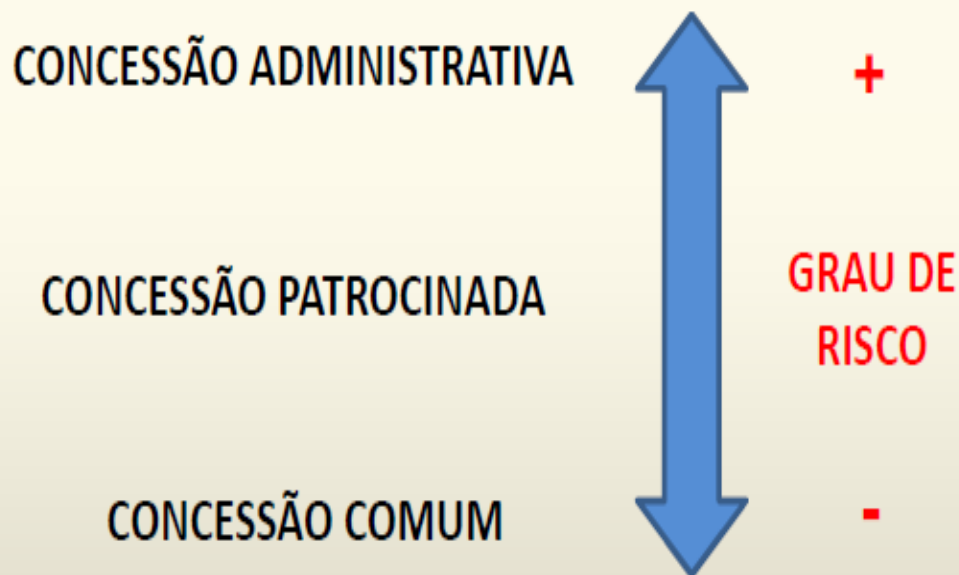 CONCESSÃO ADMINISTRATIVA
+
CONCESSÃO PATROCINADA
GRAU DE
RISCO
CONCESSÃO COMUM
-